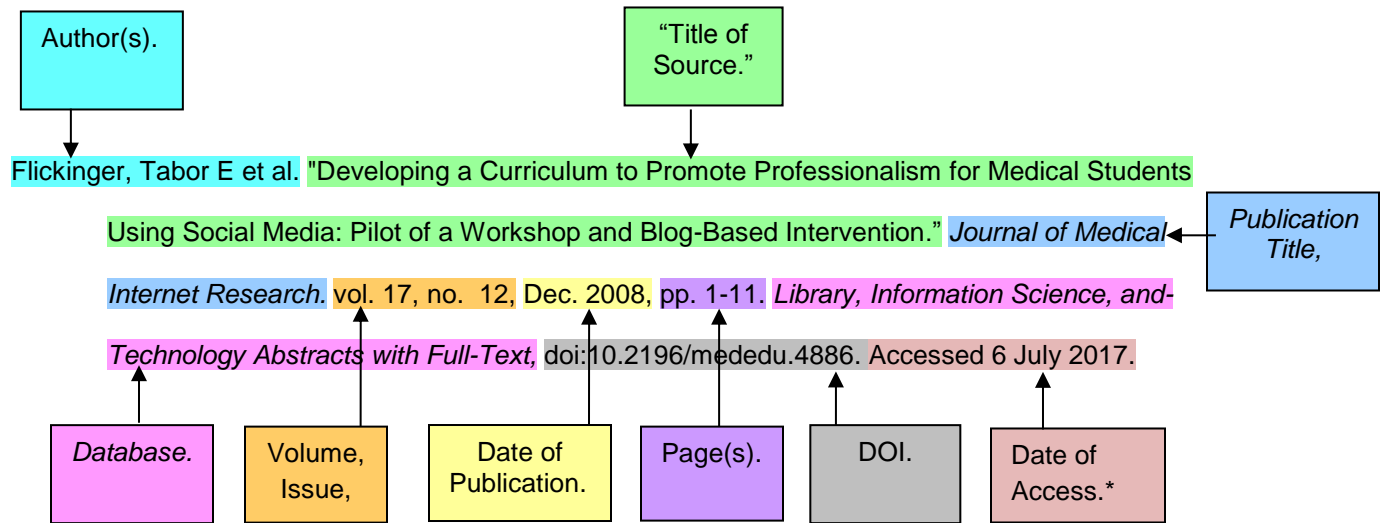 Author(s).
“Title of
Source.”
Flickinger, Tabor E et al. "Developing a Curriculum to Promote Professionalism for Medical Students
Using Social Media: Pilot of a Workshop and Blog-Based Intervention.” Journal of Medical
Publication
Title,
Internet Research. vol. 17, no. 12, Dec. 2008, pp. 1-11. Library, Information Science, and-
Technology Abstracts with Full-Text, doi:10.2196/mededu.4886. Accessed 6 July 2017.
Database.
Volume,
Issue,
Date of
Publication.
Page(s).
DOI.
Date of
Access.*